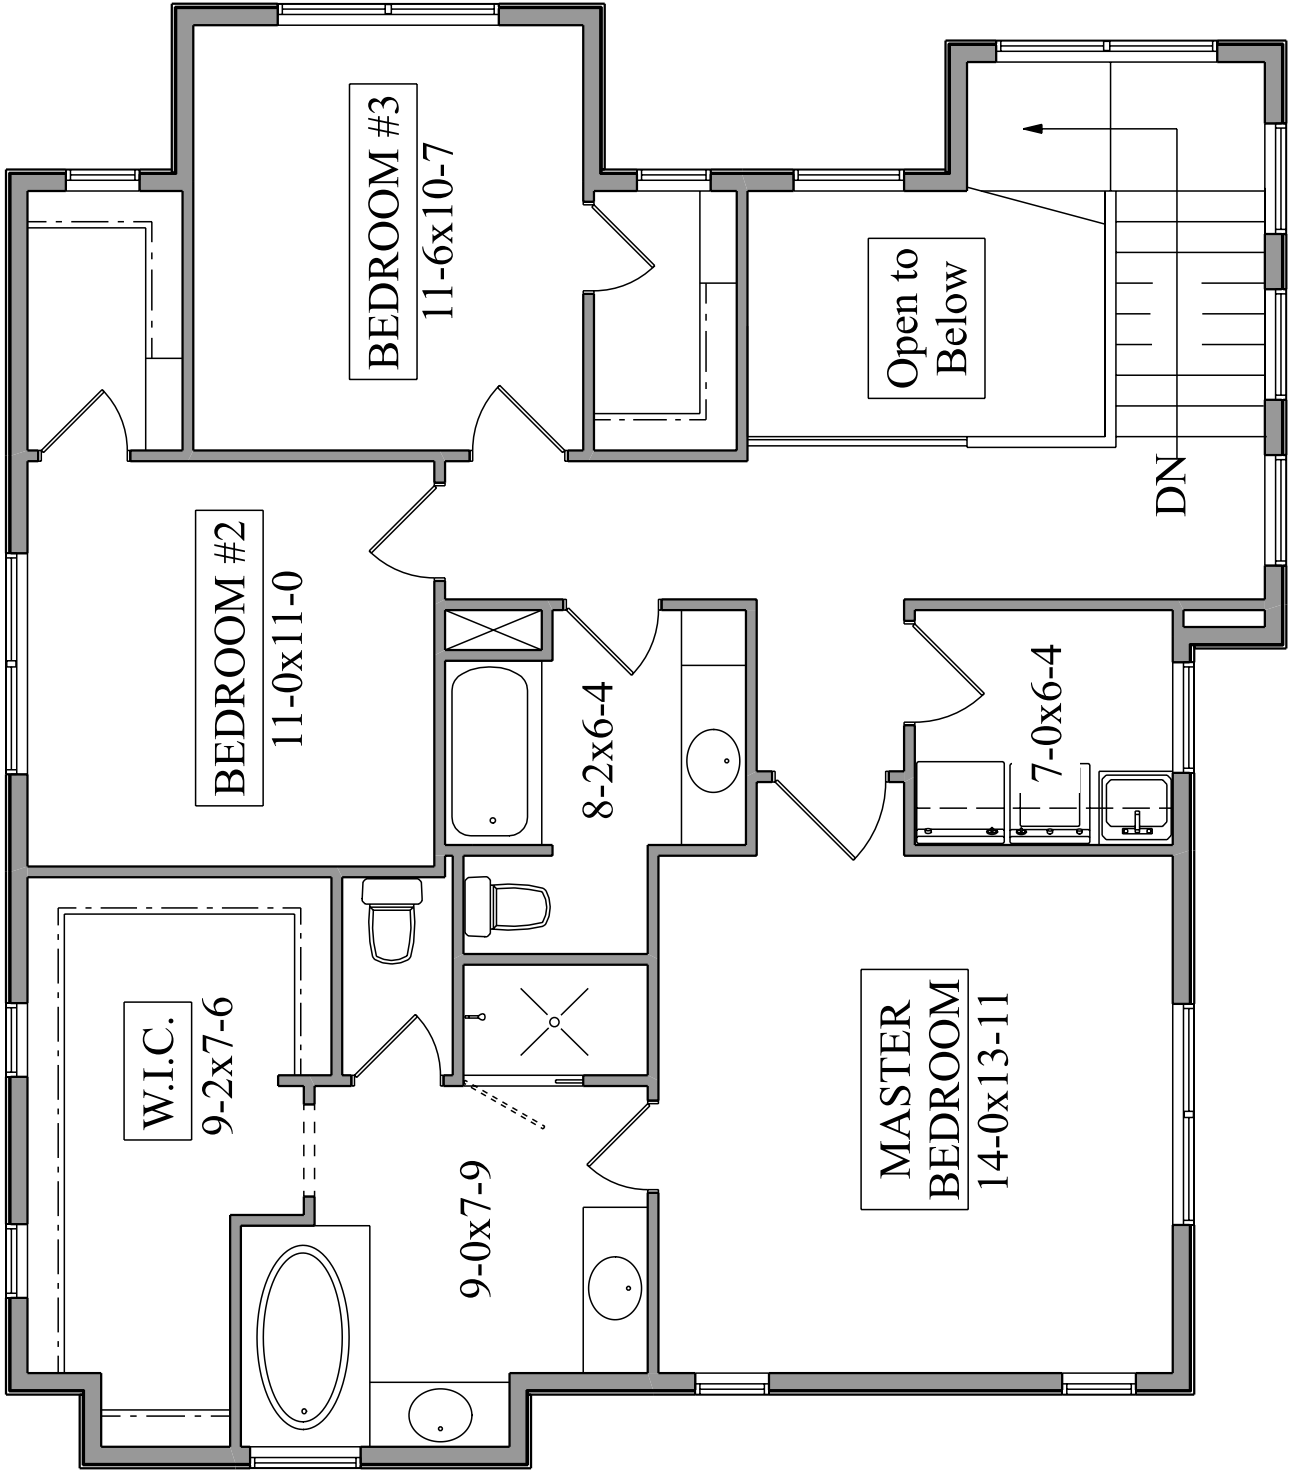 BEDROOM #3
11-6x10-7
Open to
Below
DN
BEDROOM #2
11-0x11-0
8-2x6-4
7-0x6-4
W.I.C.
9-2x7-6
9-0x7-9
MASTER
BEDROOM
14-0x13-11